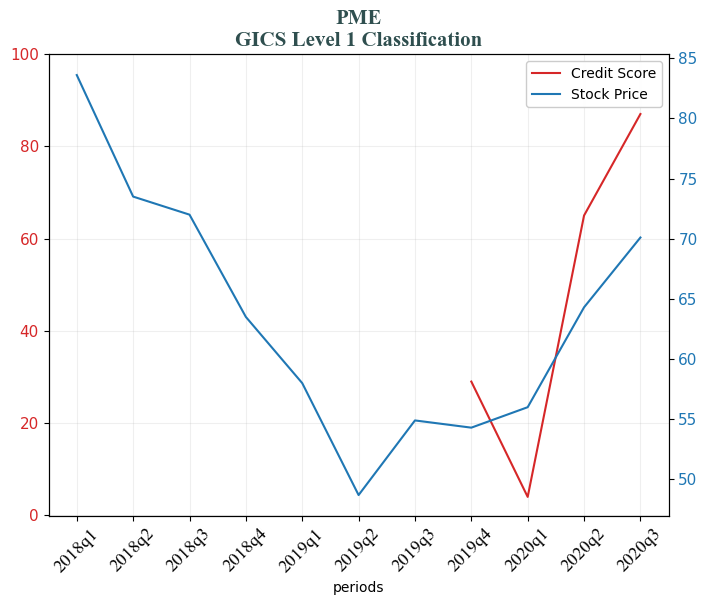 PME
GICS Level 1 Classification
Credit Score
Stock Price
100
80
60
40
20
0
85
80
75
70
65
60
55
50
2018q1
2018q2
2018q3
2018q4
2019q1
2019q2
2019q3
2019q4
2020q1
2020q2
2020q3
periods